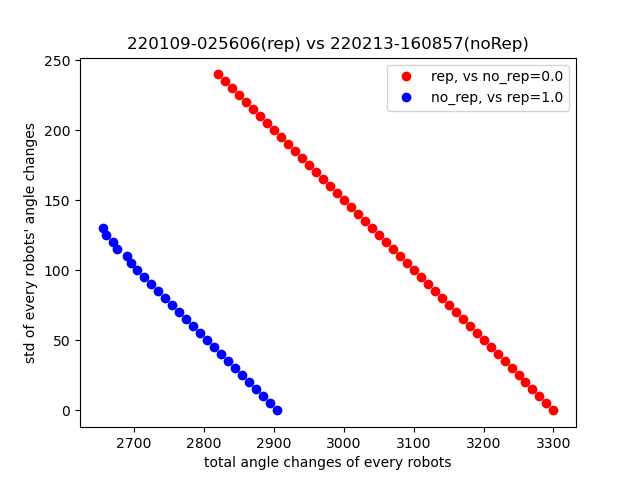 220109-025606(rep) vs 220213-160857(noRep)
rep, vs no_rep=0.0
no_rep, vs rep=1.0
250
200
150
100
50
0
std of every robots' angle changes
2700 2800 2900 3000 3100 3200 3300
total angle changes of every robots